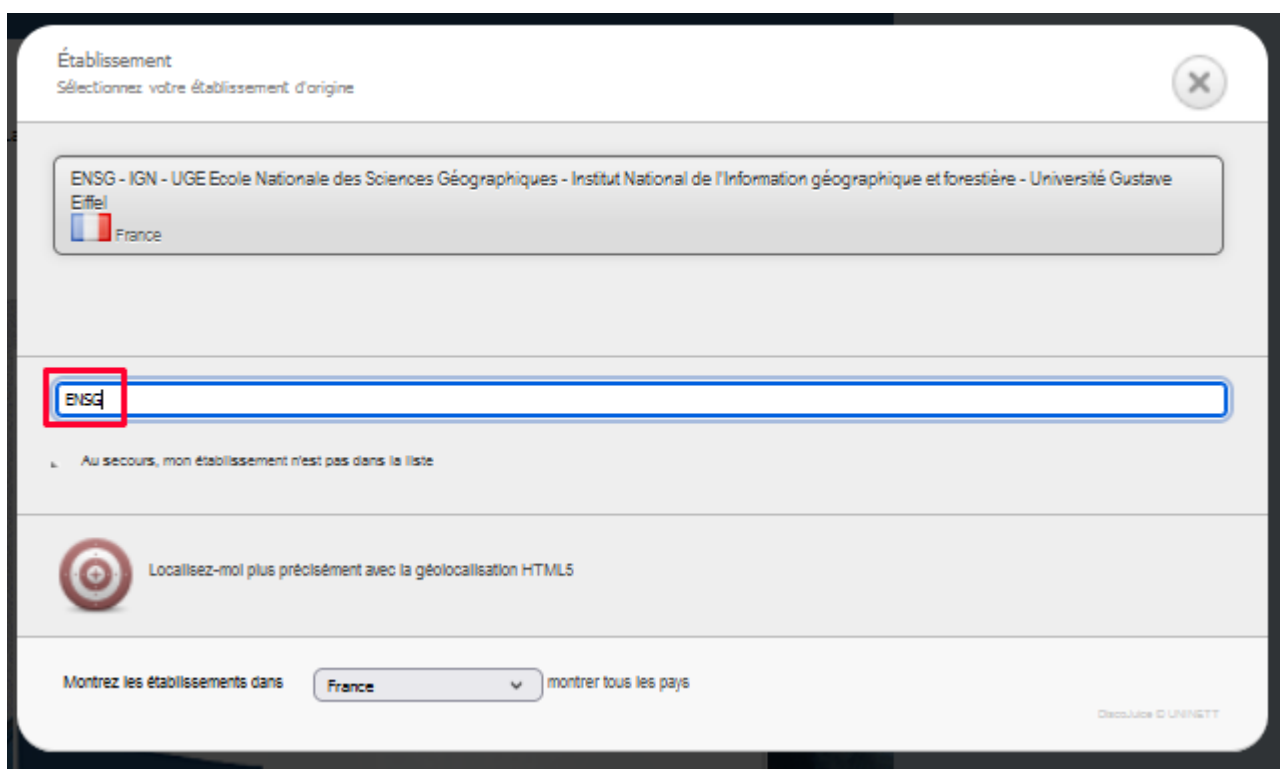 Établissement
Sélectionnez votre établissement d'origine
ENSG - IGN - UGE Ecole Nationale des Sciences Géographiques - Institut National de l'Information géographique et forestière - Université Gustave
Eiffel
France
ENSG
Au secours, mon établissement n'est pas dans la liste
Localisez-moi plus précisément avec la géolocalisation HTML5
Montrez les établissements dans France montrer tous les pays
DiscoJuice © UNINETT